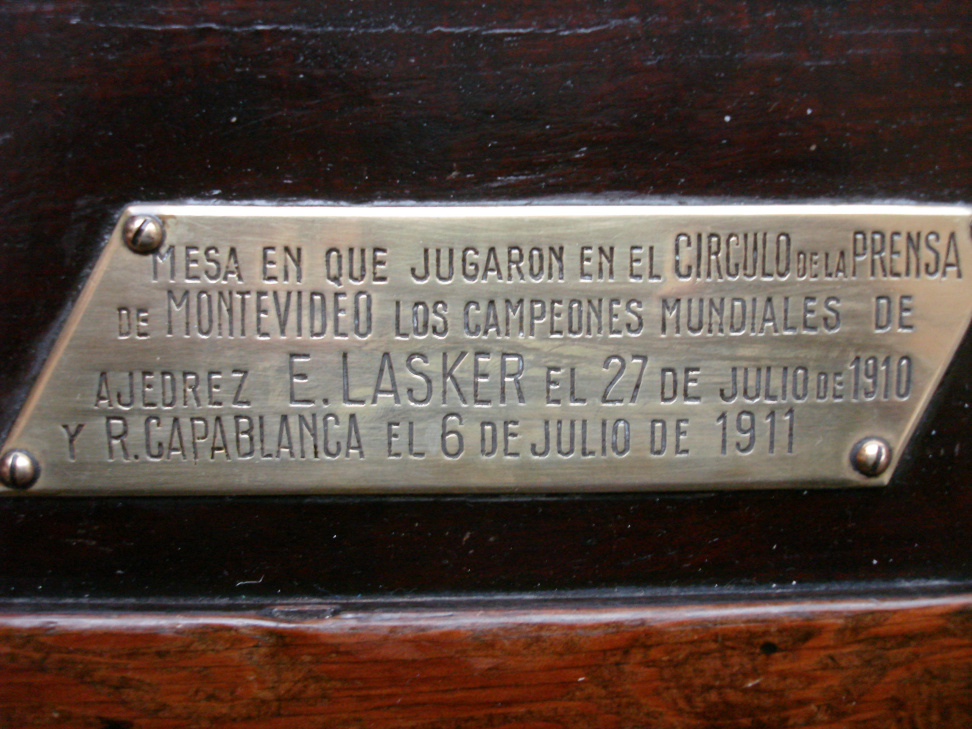 MESA EN QUE JUGARON EN EL CIRCULO DE LA PRENSA
DE MONTEVIDEO LOS CAMPEONES MUNDIALES DE
AJEDREZ E. LASKER EL 27 DE JULIO DE 1910
Y R. CAPABLANCA EL 6 DE JULIO DE 1911